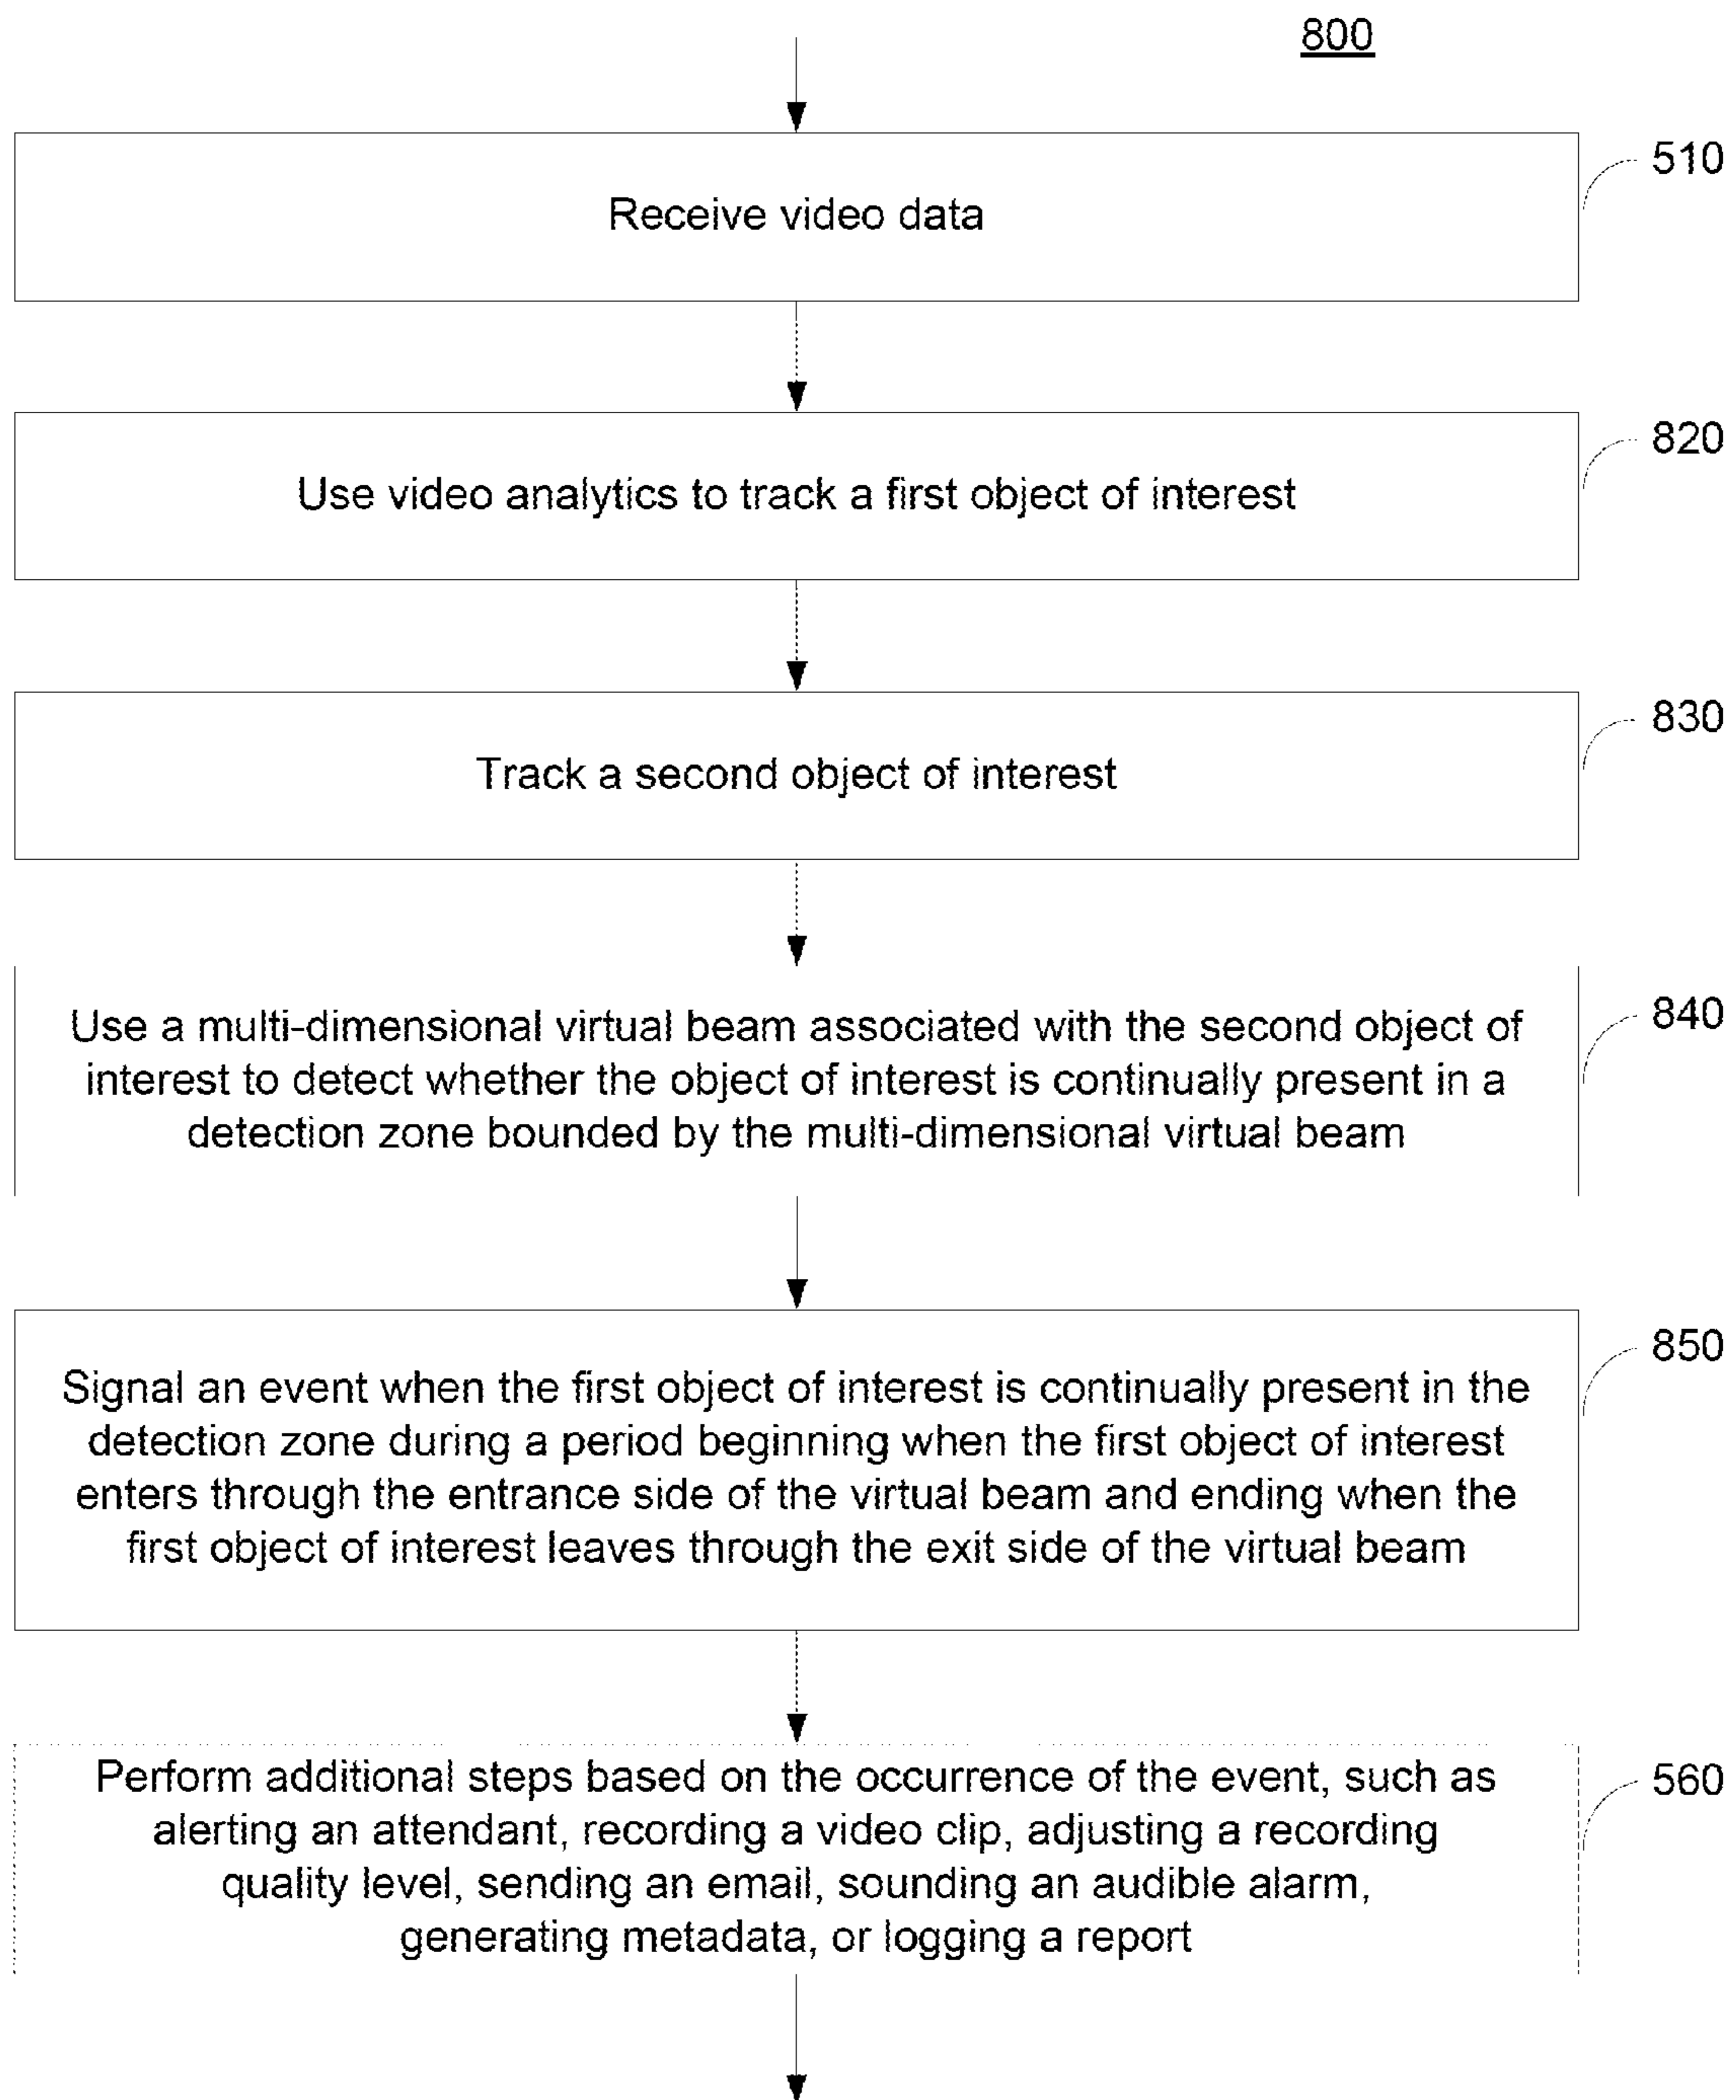 800
Receive video data
510
Use video analytics to track a first object of interest
820
Track a second object of interest
830
Use a multi-dimensional virtual beam associated with the second object of
interest to detect whether the object of interest is continually present in a
detection zone bounded by the multi-dimensional virtual beam
840
Signal an event when the first object of interest is continually present in the
detection zone during a period beginning when the first object of interest
enters through the entrance side of the virtual beam and ending when the
first object of interest leaves through the exit side of the virtual beam
850
Perform additional steps based on the occurrence of the event, such as
alerting an attendant, recording a video clip, adjusting a recording
quality level, sending an email, sounding an audible alarm,
generating metadata, or logging a report
560